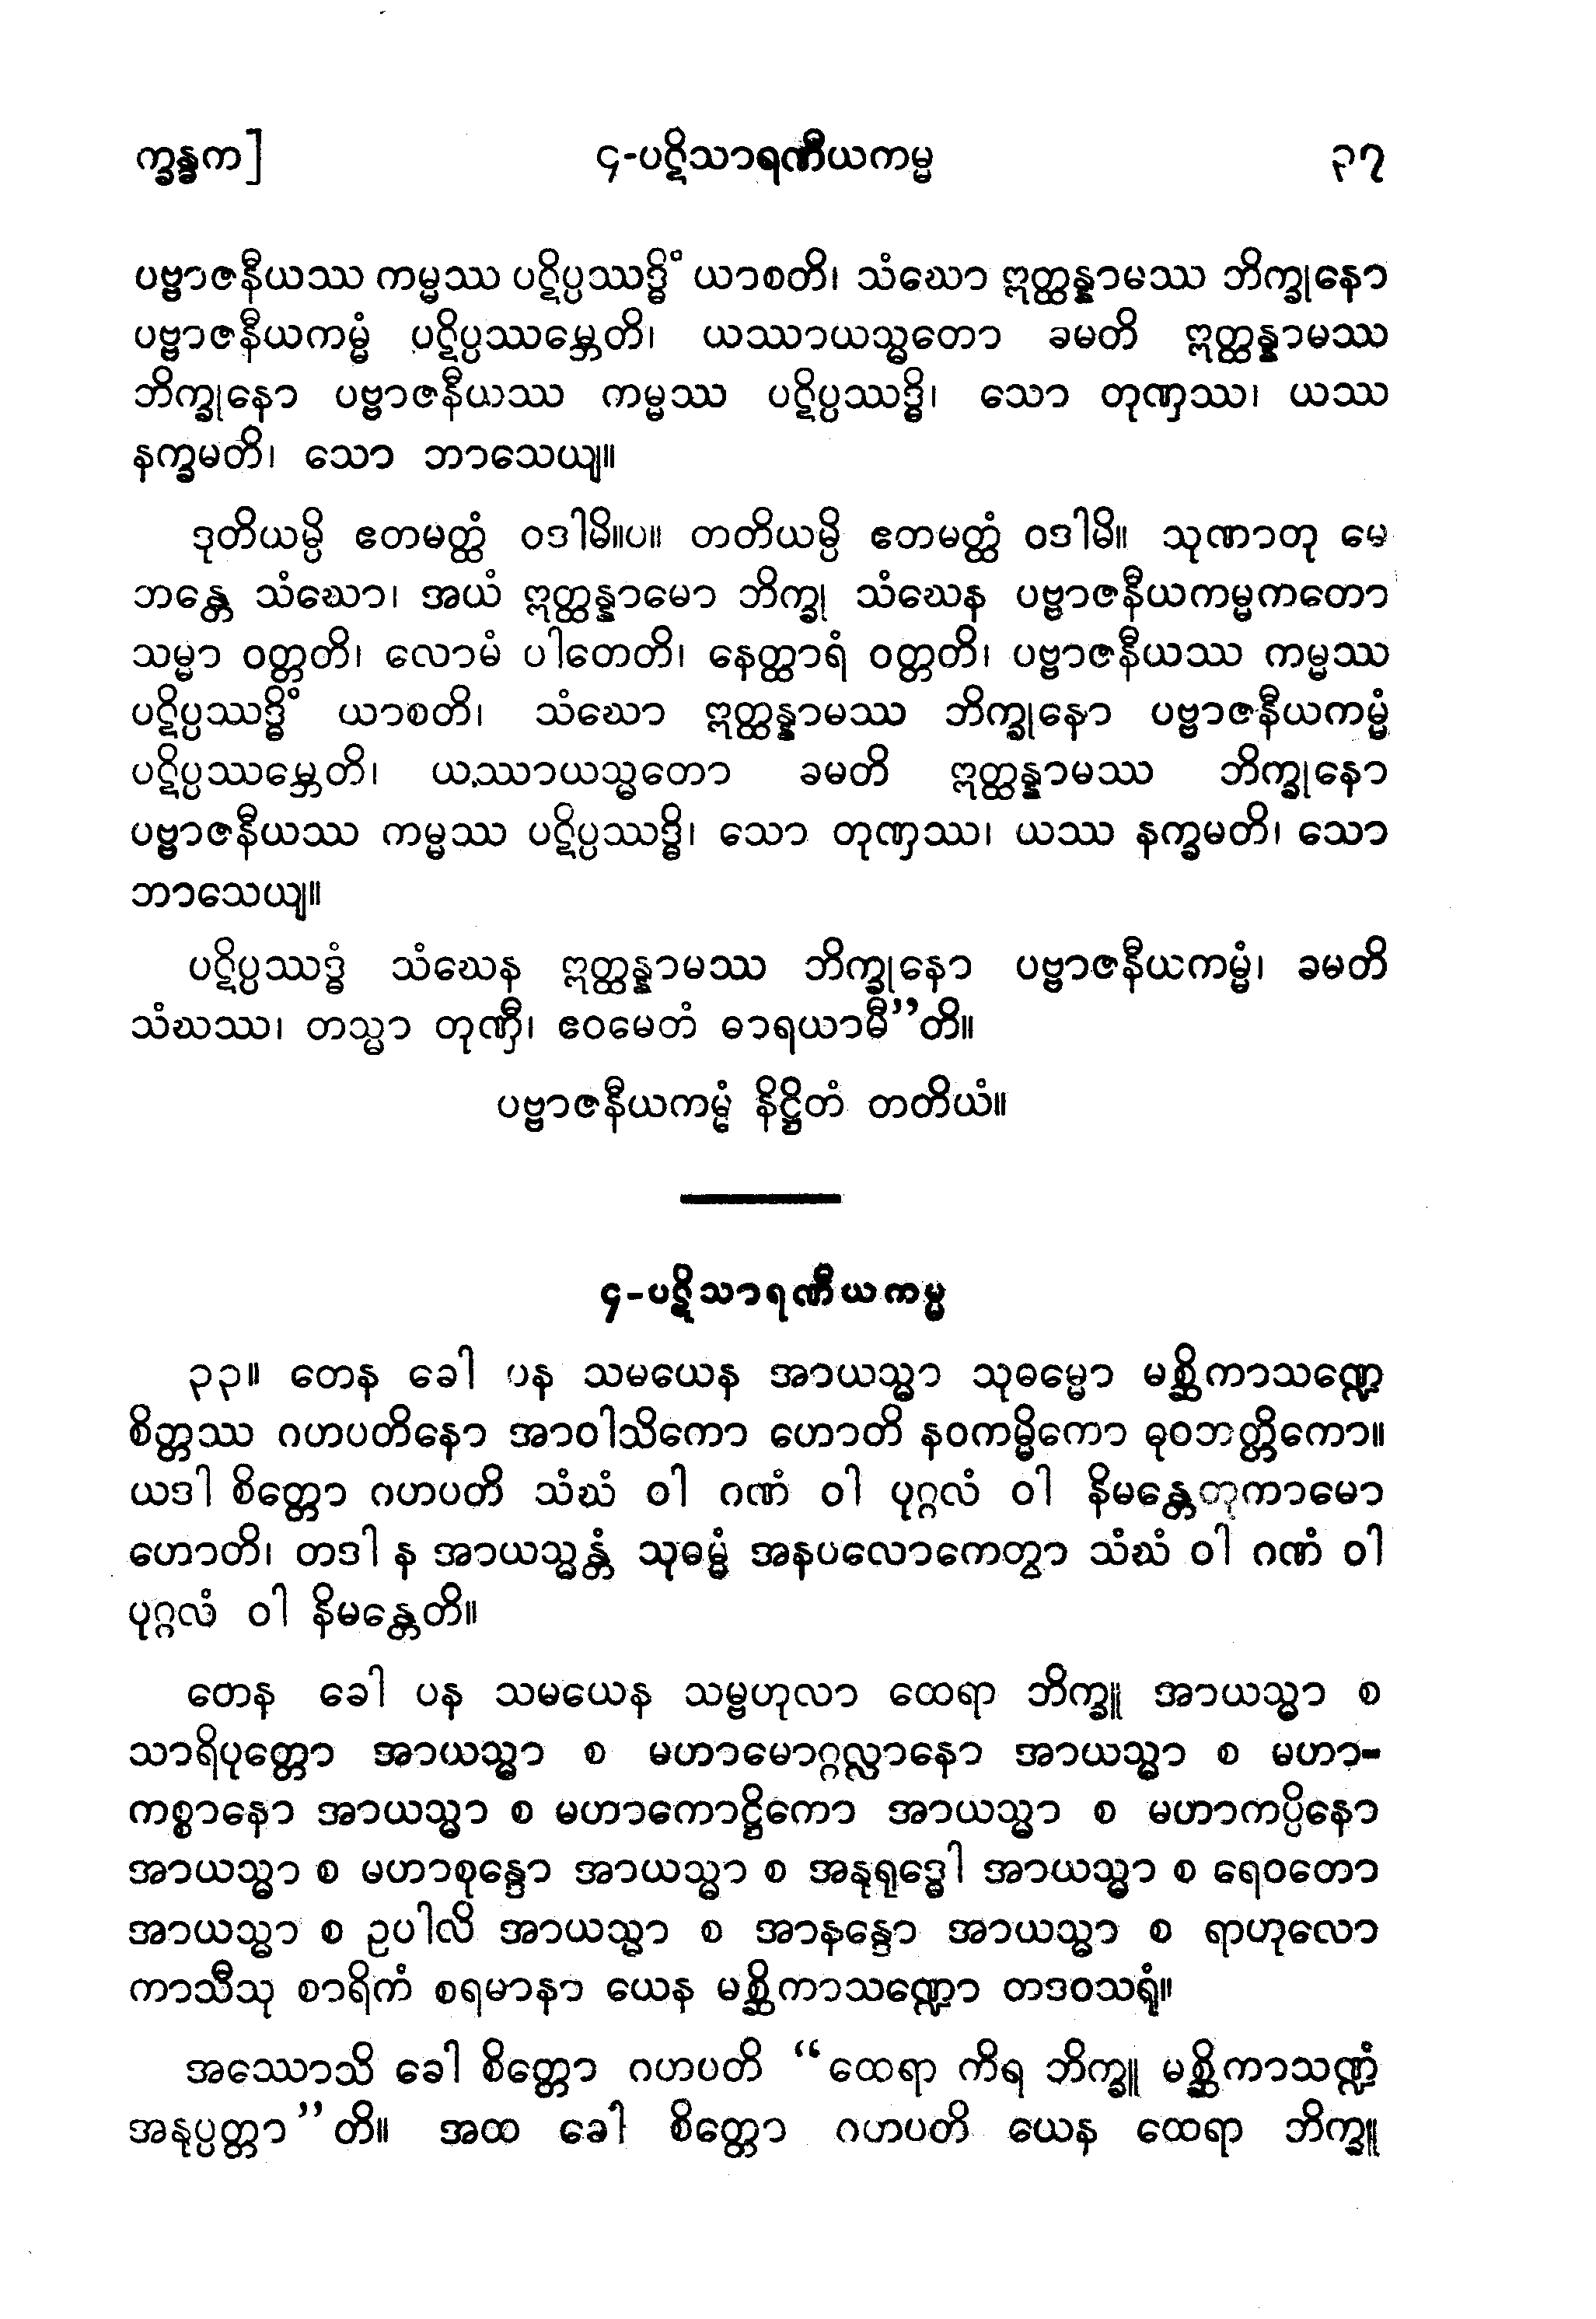 က္ခန္ဓက] ၄-ပဋိသာရဏီယကမ္မ ၃၇
ပဗ္ဗာဇနီယဿ ကမ္မဿ ပဋိပ္ပဿဒ္ဓိံ ယာစတိ၊ သံဃော ဣတ္ထန္နာမဿ ဘိက္ခုနော
ပဗ္ဗာဇနီယကမ္မံ ပဋိပ္ပဿမ္ဘေတိ၊ ယဿာယသ္မတော ခမတိ ဣတ္ထန္နာမဿ
ဘိက္ခုနော ပဗ္ဗာဇနီယဿ ကမ္မဿ ပဋိပ္ပဿဒ္ဓိ၊ သော တုဏှဿ၊ ယဿ
နက္ခမတိ၊ သော ဘာသေယျ။
ဒုတိယမ္ပိ ဧတမတ္ထံ ဝဒါမိ။ပ။ တတိယမ္ပိ ဧတမတ္ထံ ဝဒါမိ။ သုဏာတု မေ
ဘန္တေ သံဃော၊ အယံ ဣတ္ထန္နာမော ဘိက္ခု သံဃေန ပဗ္ဗာဇနီယကမ္မကတော
သမ္မာ ဝတ္တတိ၊ လောမံ ပါတေတိ၊ နေတ္ထာရံ ဝတ္တတိ၊ ပဗ္ဗာဇနီယဿ ကမ္မဿ
ပဋိပ္ပဿဒ္ဓိံ ယာစတိ၊ သံဃော ဣတ္ထန္နာမဿ ဘိက္ခုနော ပဗ္ဗာဇနီယကမ္မံ
ပဋိပ္ပဿမ္ဘေတိ၊ ယဿာယသ္မတော ခမတိ ဣတ္ထန္နာမဿ ဘိက္ခုနော
ပဗ္ဗာဇနီယဿ ကမ္မဿ ပဋိပ္ပဿဒ္ဓိ၊ သော တုဏှဿ၊ ယဿ နက္ခမတိ၊ သော
ဘာသေယျ။
ပဋိပ္ပဿဒ္ဓံ သံဃေန ဣတ္ထန္နာမဿ ဘိက္ခုနော ပဗ္ဗာဇနီယကမ္မံ၊ ခမတိ
သံဃဿ၊ တသ္မာ တုဏှီ၊ ဧဝမေတံ ဓာရယာမီ”တိ။
ပဗ္ဗာဇနီယကမ္မံ နိဋ္ဌိတံ တတိယံ။
၄-ပဋိသာရဏီယကမ္မ
၃၃။ တေန ခေါ ပန သမယေန အာယသ္မာ သုဓမ္မော မစ္ဆိကာသဏ္ဍေ
စိတ္တဿ ဂဟပတိနော အာဝါသိကော ဟောတိ နဝကမ္မိကော ဓုဝဘတ္တိကော။
ယဒါ စိတ္တော ဂဟပတိ သံဃံ ဝါ ဂဏံ ဝါ ပုဂ္ဂလံ ဝါ နိမန္တေတုကာမော
ဟောတိ၊ တဒါ န အာယသ္မန္တံ သုဓမ္မံ အနပလောကေတွာ သံဃံ ဝါ ဂဏံ ဝါ
ပုဂ္ဂလံ ဝါ နိမန္တေတိ။
တေန ခေါ ပန သမယေန သမ္ဗဟုလာ ထေရာ ဘိက္ခူ အာယသ္မာ စ
သာရိပုတ္တော အာယသ္မာ စ မဟာမောဂ္ဂလ္လာနော အာယသ္မာ စ မဟာ-
ကစ္စာနော အာယသ္မာ စ မဟာကောဋ္ဌိကော အာယသ္မာ စ မဟာကပ္ပိနော
အာယသ္မာ စ မဟာစုန္ဒော အာယသ္မာ စ အနုရုဒ္ဓေါ အာယသ္မာ စ ရေဝတော
အာယသ္မာ စ ဥပါလိ အာယသ္မာ စ အာနန္ဒော အာယသ္မာ စ ရာဟုလော
ကာသီသု စာရိကံ စရမာနာ ယေန မစ္ဆိကာသဏ္ဍော တဒဝသရုံ။
အဿောသိ ခေါ စိတ္တော ဂဟပတိ “ထေရာ ကိရ ဘိက္ခူ မစ္ဆိကာသဏ္ဍံ
အနုပ္ပတ္တာ”တိ။ အထ ခေါ စိတ္တော ဂဟပတိ ယေန ထေရာ ဘိက္ခူ